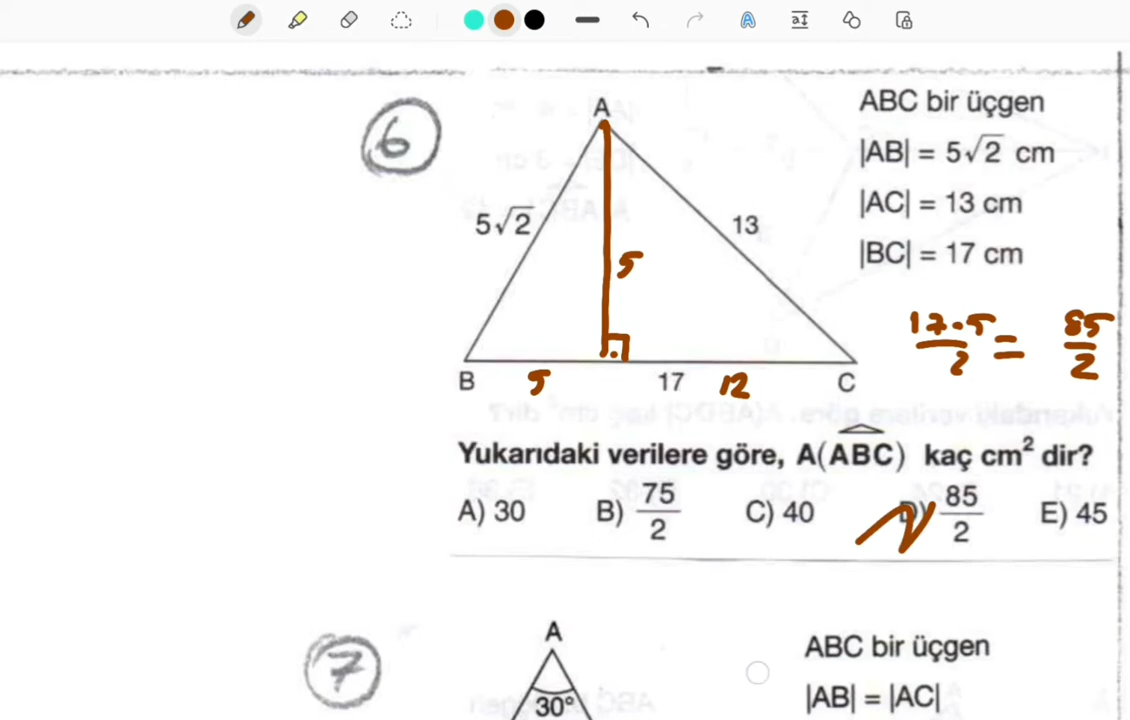 6
A
5√2
13
5
B
5
17
12
C
ABC bir üçgen
|AB| = 5√2 cm
|AC| = 13 cm
|BC| = 17 cm
17.5/2 = 85/2
Yukarıdaki verilere göre, A(ABC) kaç cm² dir?
A) 30 B) 75/2 C) 40 D) 85/2 E) 45
7
A
30°
ABC bir üçgen
|AB| = |AC|